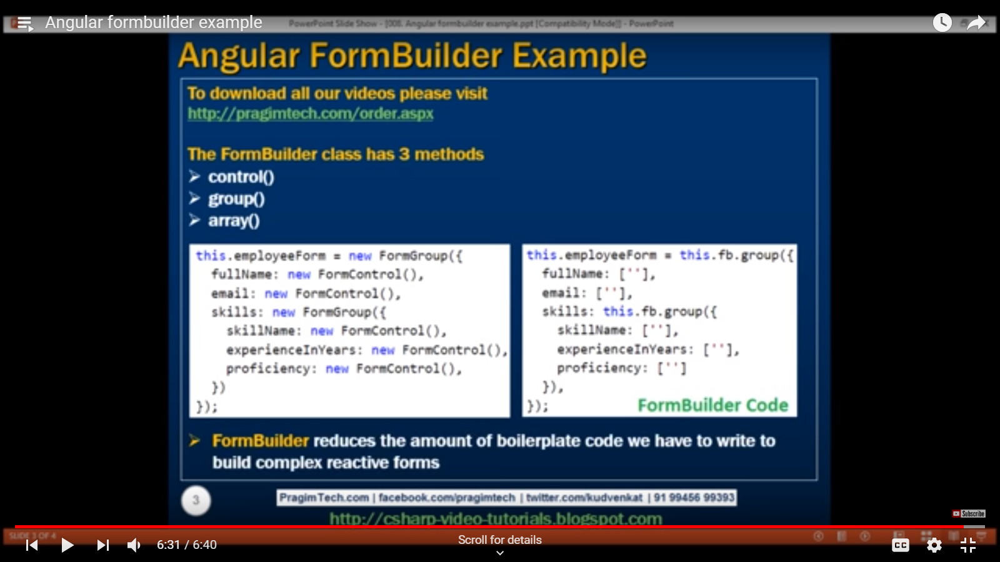 Angular formbuilder example
PowerPoint Slide Show - [008. Angular formbuilder example.ppt [Compatibility Mode]] - PowerPoint
Angular FormBuilder Example
To download all our videos please visit
http://pragimtech.com/order.aspx
The FormBuilder class has 3 methods
➢ control()
➢ group()
➢ array()
this.employeeForm = new FormGroup({
fullName: new FormControl(),
email: new FormControl(),
skills: new FormGroup({
skillName: new FormControl(),
experienceInYears: new FormControl(),
proficiency: new FormControl(),
})
});
this.employeeForm = this.fb.group({
fullName: [''],
email: [''],
skills: this.fb.group({
skillName: [''],
experienceInYears: [''],
proficiency: ['']
}),
});
FormBuilder Code
➢ FormBuilder reduces the amount of boilerplate code we have to write to
build complex reactive forms
3
PragimTech.com | facebook.com/pragimtech | twitter.com/kudvenkat | 91 99456 99393
http://csharp-video-tutorials.blogspot.com
Subscribe
SLIDE 3 OF 4
6:31 / 6:40
Scroll for details
CC